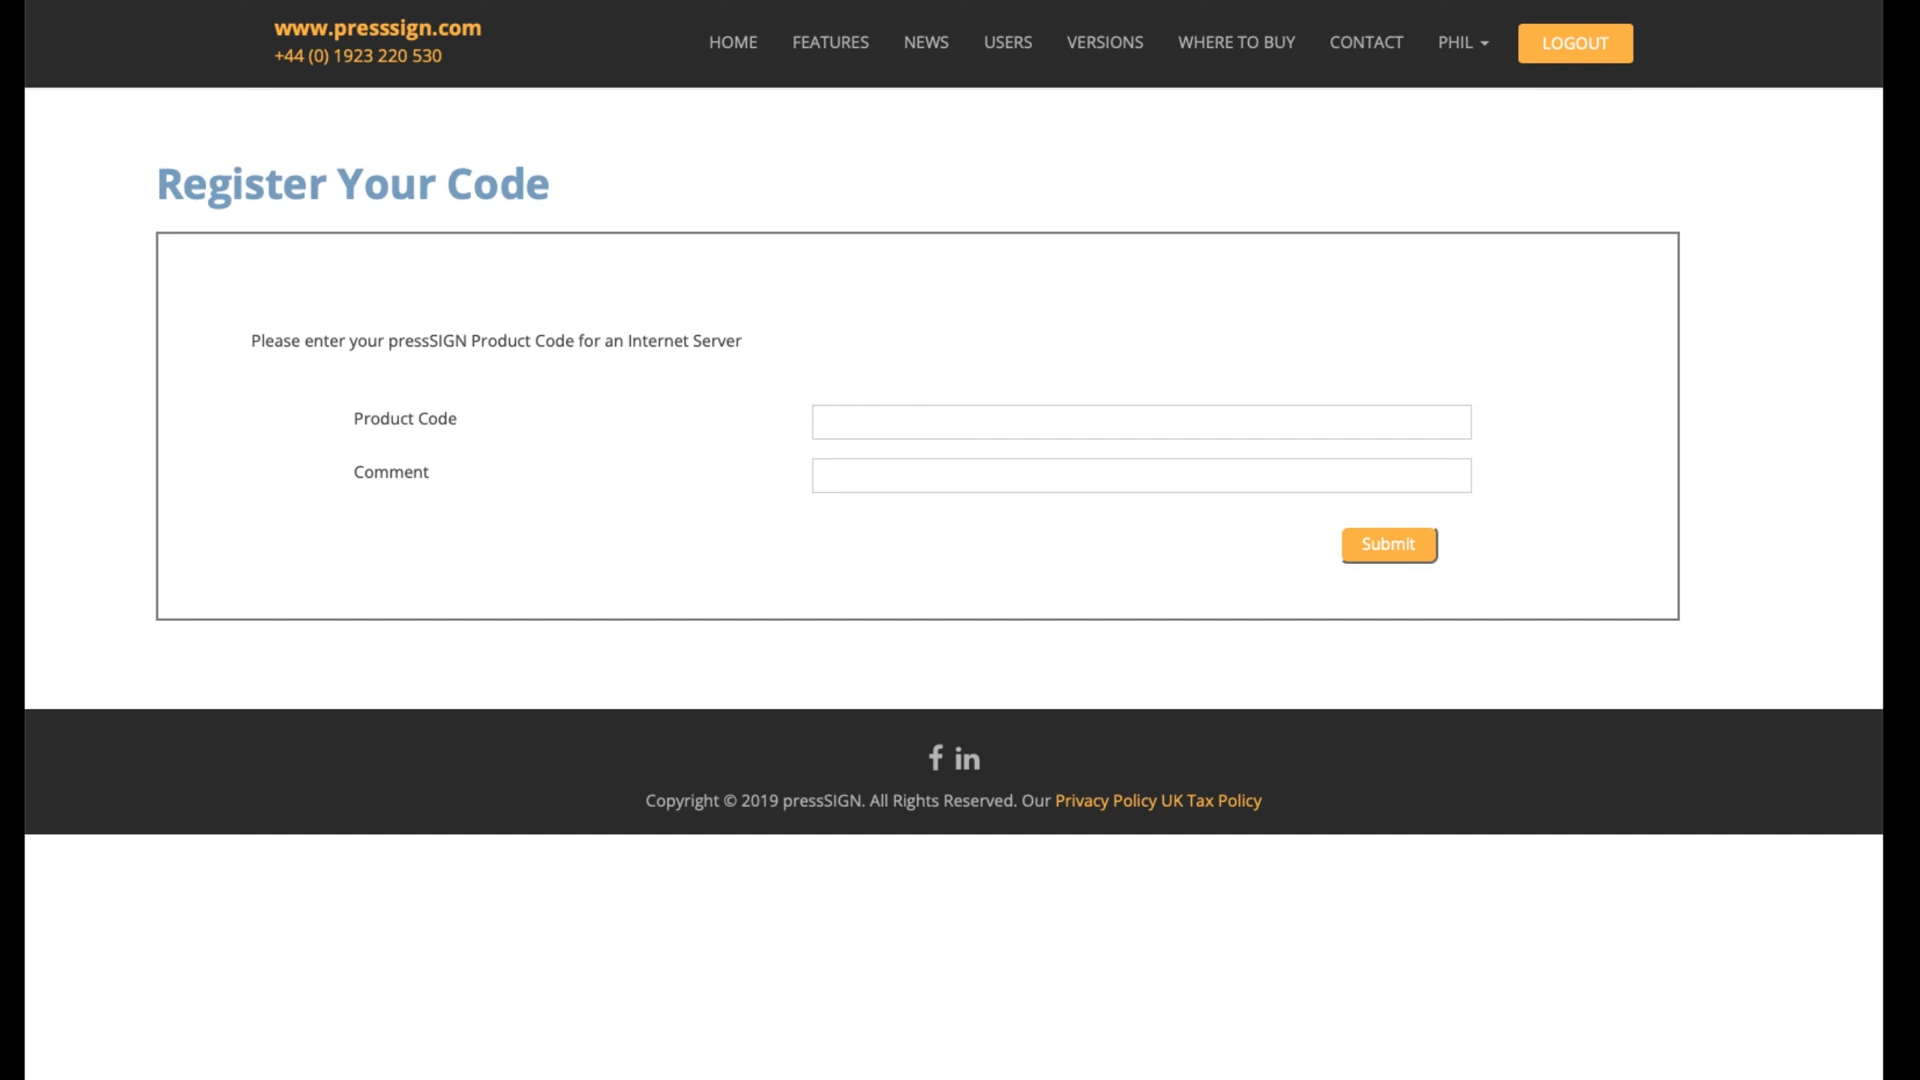 www.presssign.com
+44 (0) 1923 220 530
HOME FEATURES NEWS USERS VERSIONS WHERE TO BUY CONTACT PHIL LOGOUT
Register Your Code
Please enter your pressSIGN Product Code for an Internet Server
Product Code
Comment
Submit
Copyright © 2019 pressSIGN. All Rights Reserved. Our Privacy Policy UK Tax Policy